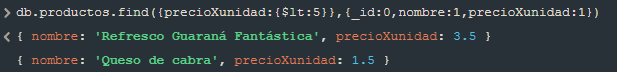 > db.productos.find({precioXunidad:{$lt:5}},{_id:0,nombre:1,precioXunidad:1})
< { nombre: 'Refresco Guaraná Fantástica', precioXunidad: 3.5 }
{ nombre: 'Queso de cabra', precioXunidad: 1.5 }